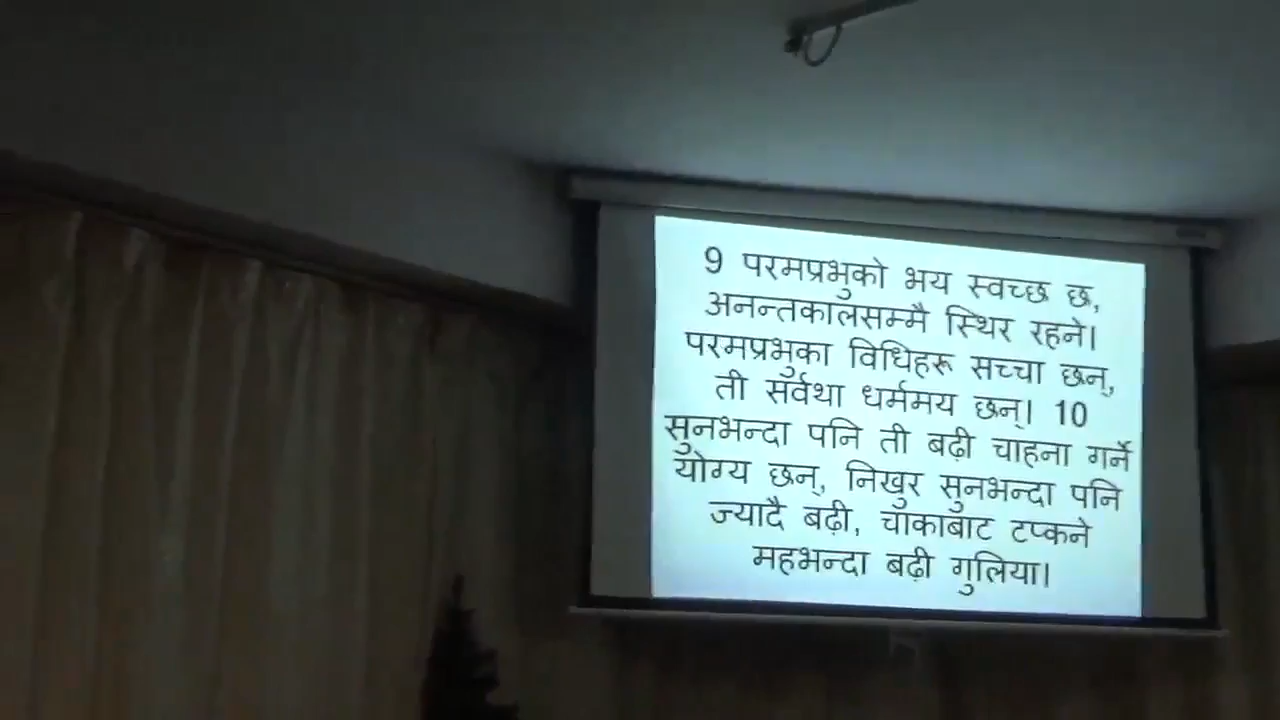 9 परमप्रभुको भय स्वच्छ छ,
अनन्तकालसम्मै स्थिर रहने।
परमप्रभुका विधिहरू सच्चा छन्,
ती सर्वथा धर्ममय छन्। 10
सुनभन्दा पनि ती बढ़ी चाहना गर्ने
योग्य छन्, निखुर सुनभन्दा पनि
ज्यादै बढ़ी, चाकाबाट टप्कने
महभन्दा बढ़ी गुलिया।